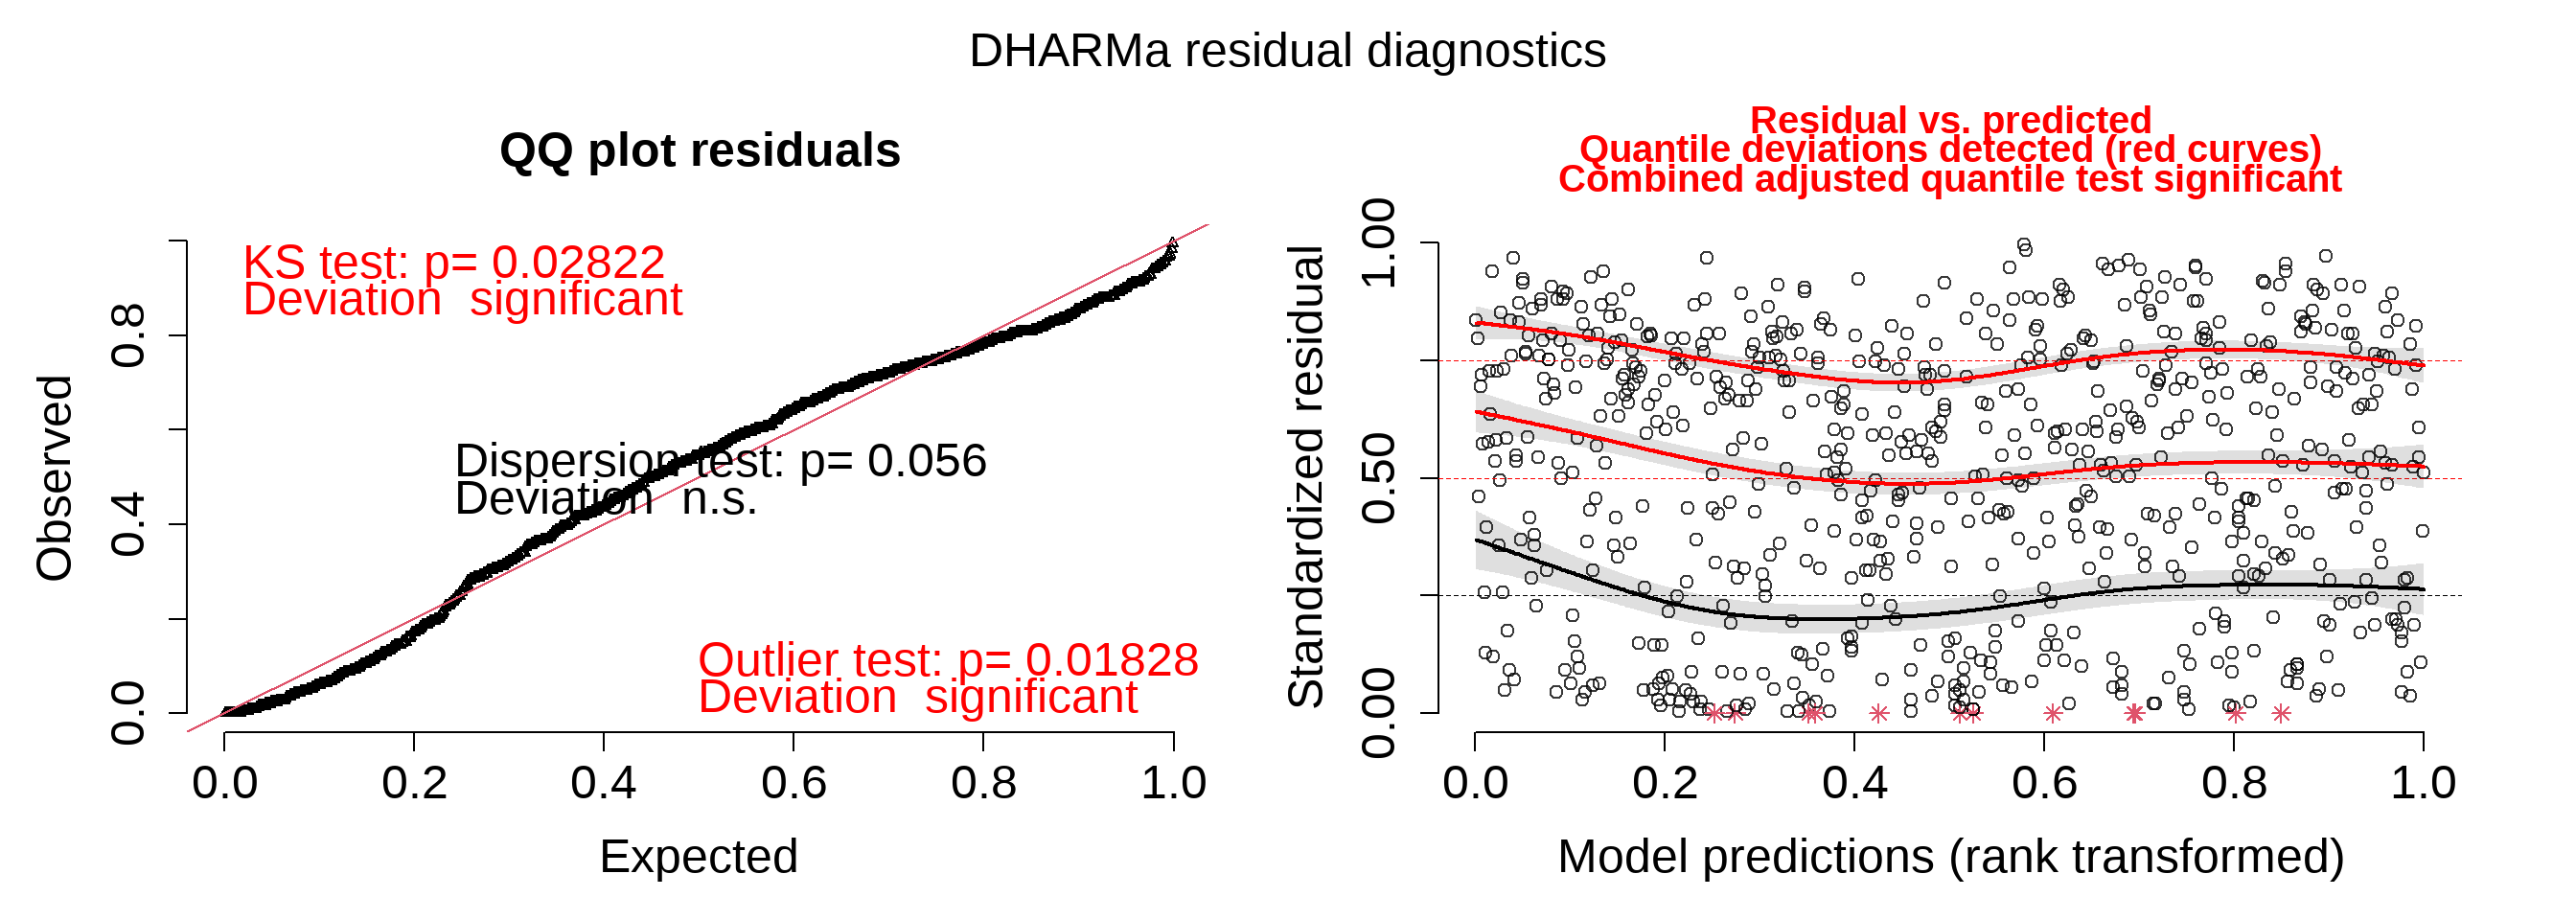 DHARMa residual diagnostics
QQ plot residuals
KS test: p= 0.02822
Deviation  significant
Dispersion test: p= 0.056
Deviation  n.s.
Outlier test: p= 0.01828
Deviation  significant
Observed
0.0
0.4
0.8
0.0 0.2 0.4 0.6 0.8 1.0
Expected
Residual vs. predicted
Quantile deviations detected (red curves)
Combined adjusted quantile test significant
Standardized residual
0.00
0.50
1.00
0.0 0.2 0.4 0.6 0.8 1.0
Model predictions (rank transformed)